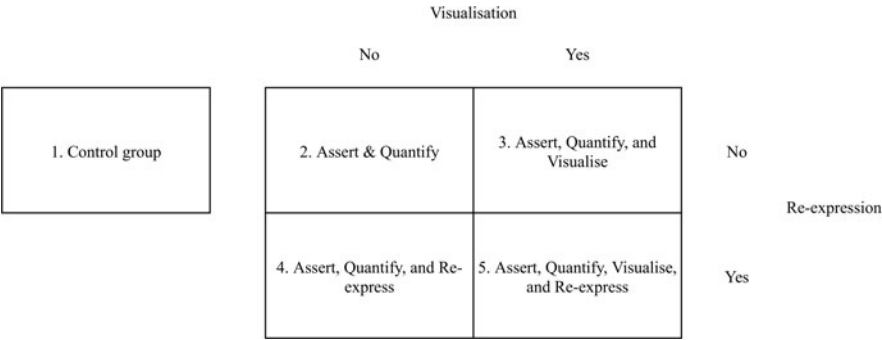 Visualisation
No
Yes
1. Control group
2. Assert & Quantify
3. Assert, Quantify, and
Visualise
No
Re-expression
4. Assert, Quantify, and Re-
express
5. Assert, Quantify, Visualise,
and Re-express
Yes